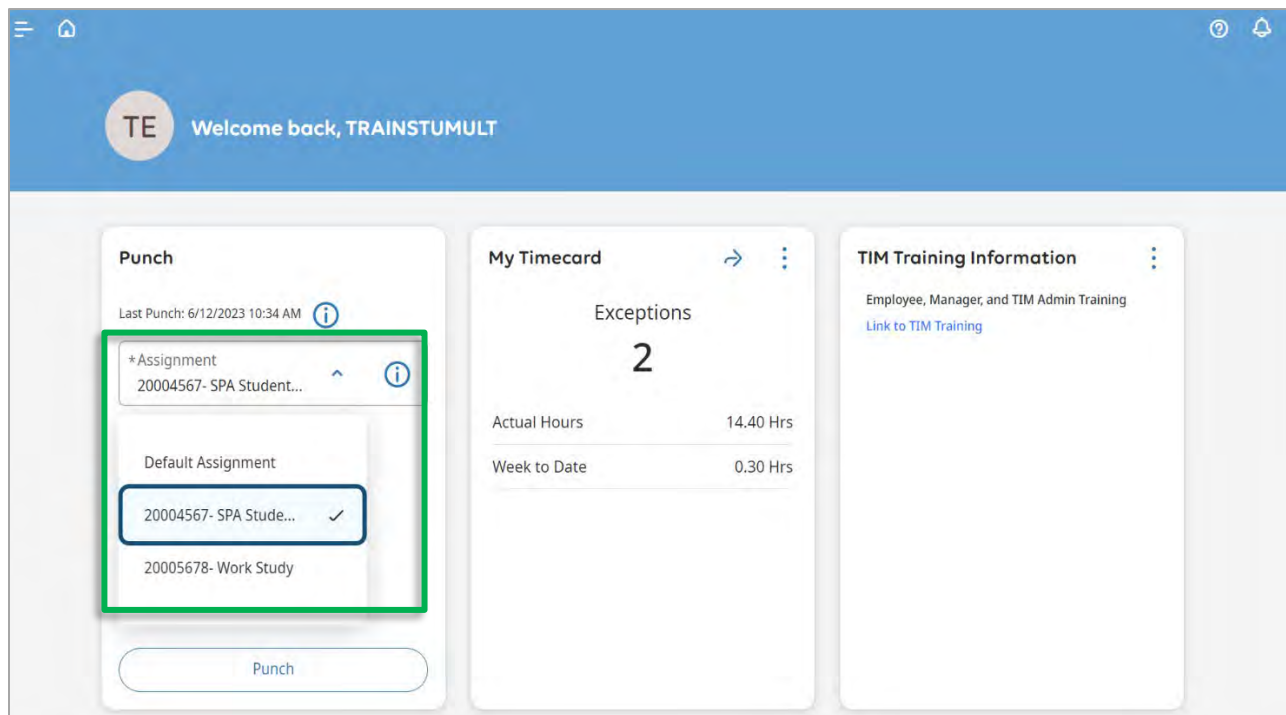 TE
Welcome back, TRAINSTUMULT
Punch
Last Punch: 6/12/2023 10:34 AM
*Assignment
20004567- SPA Student...
Default Assignment
20004567- SPA Stude...
20005678- Work Study
Punch
My Timecard
Exceptions
2
Actual Hours 14.40 Hrs
Week to Date 0.30 Hrs
TIM Training Information
Employee, Manager, and TIM Admin Training
Link to TIM Training